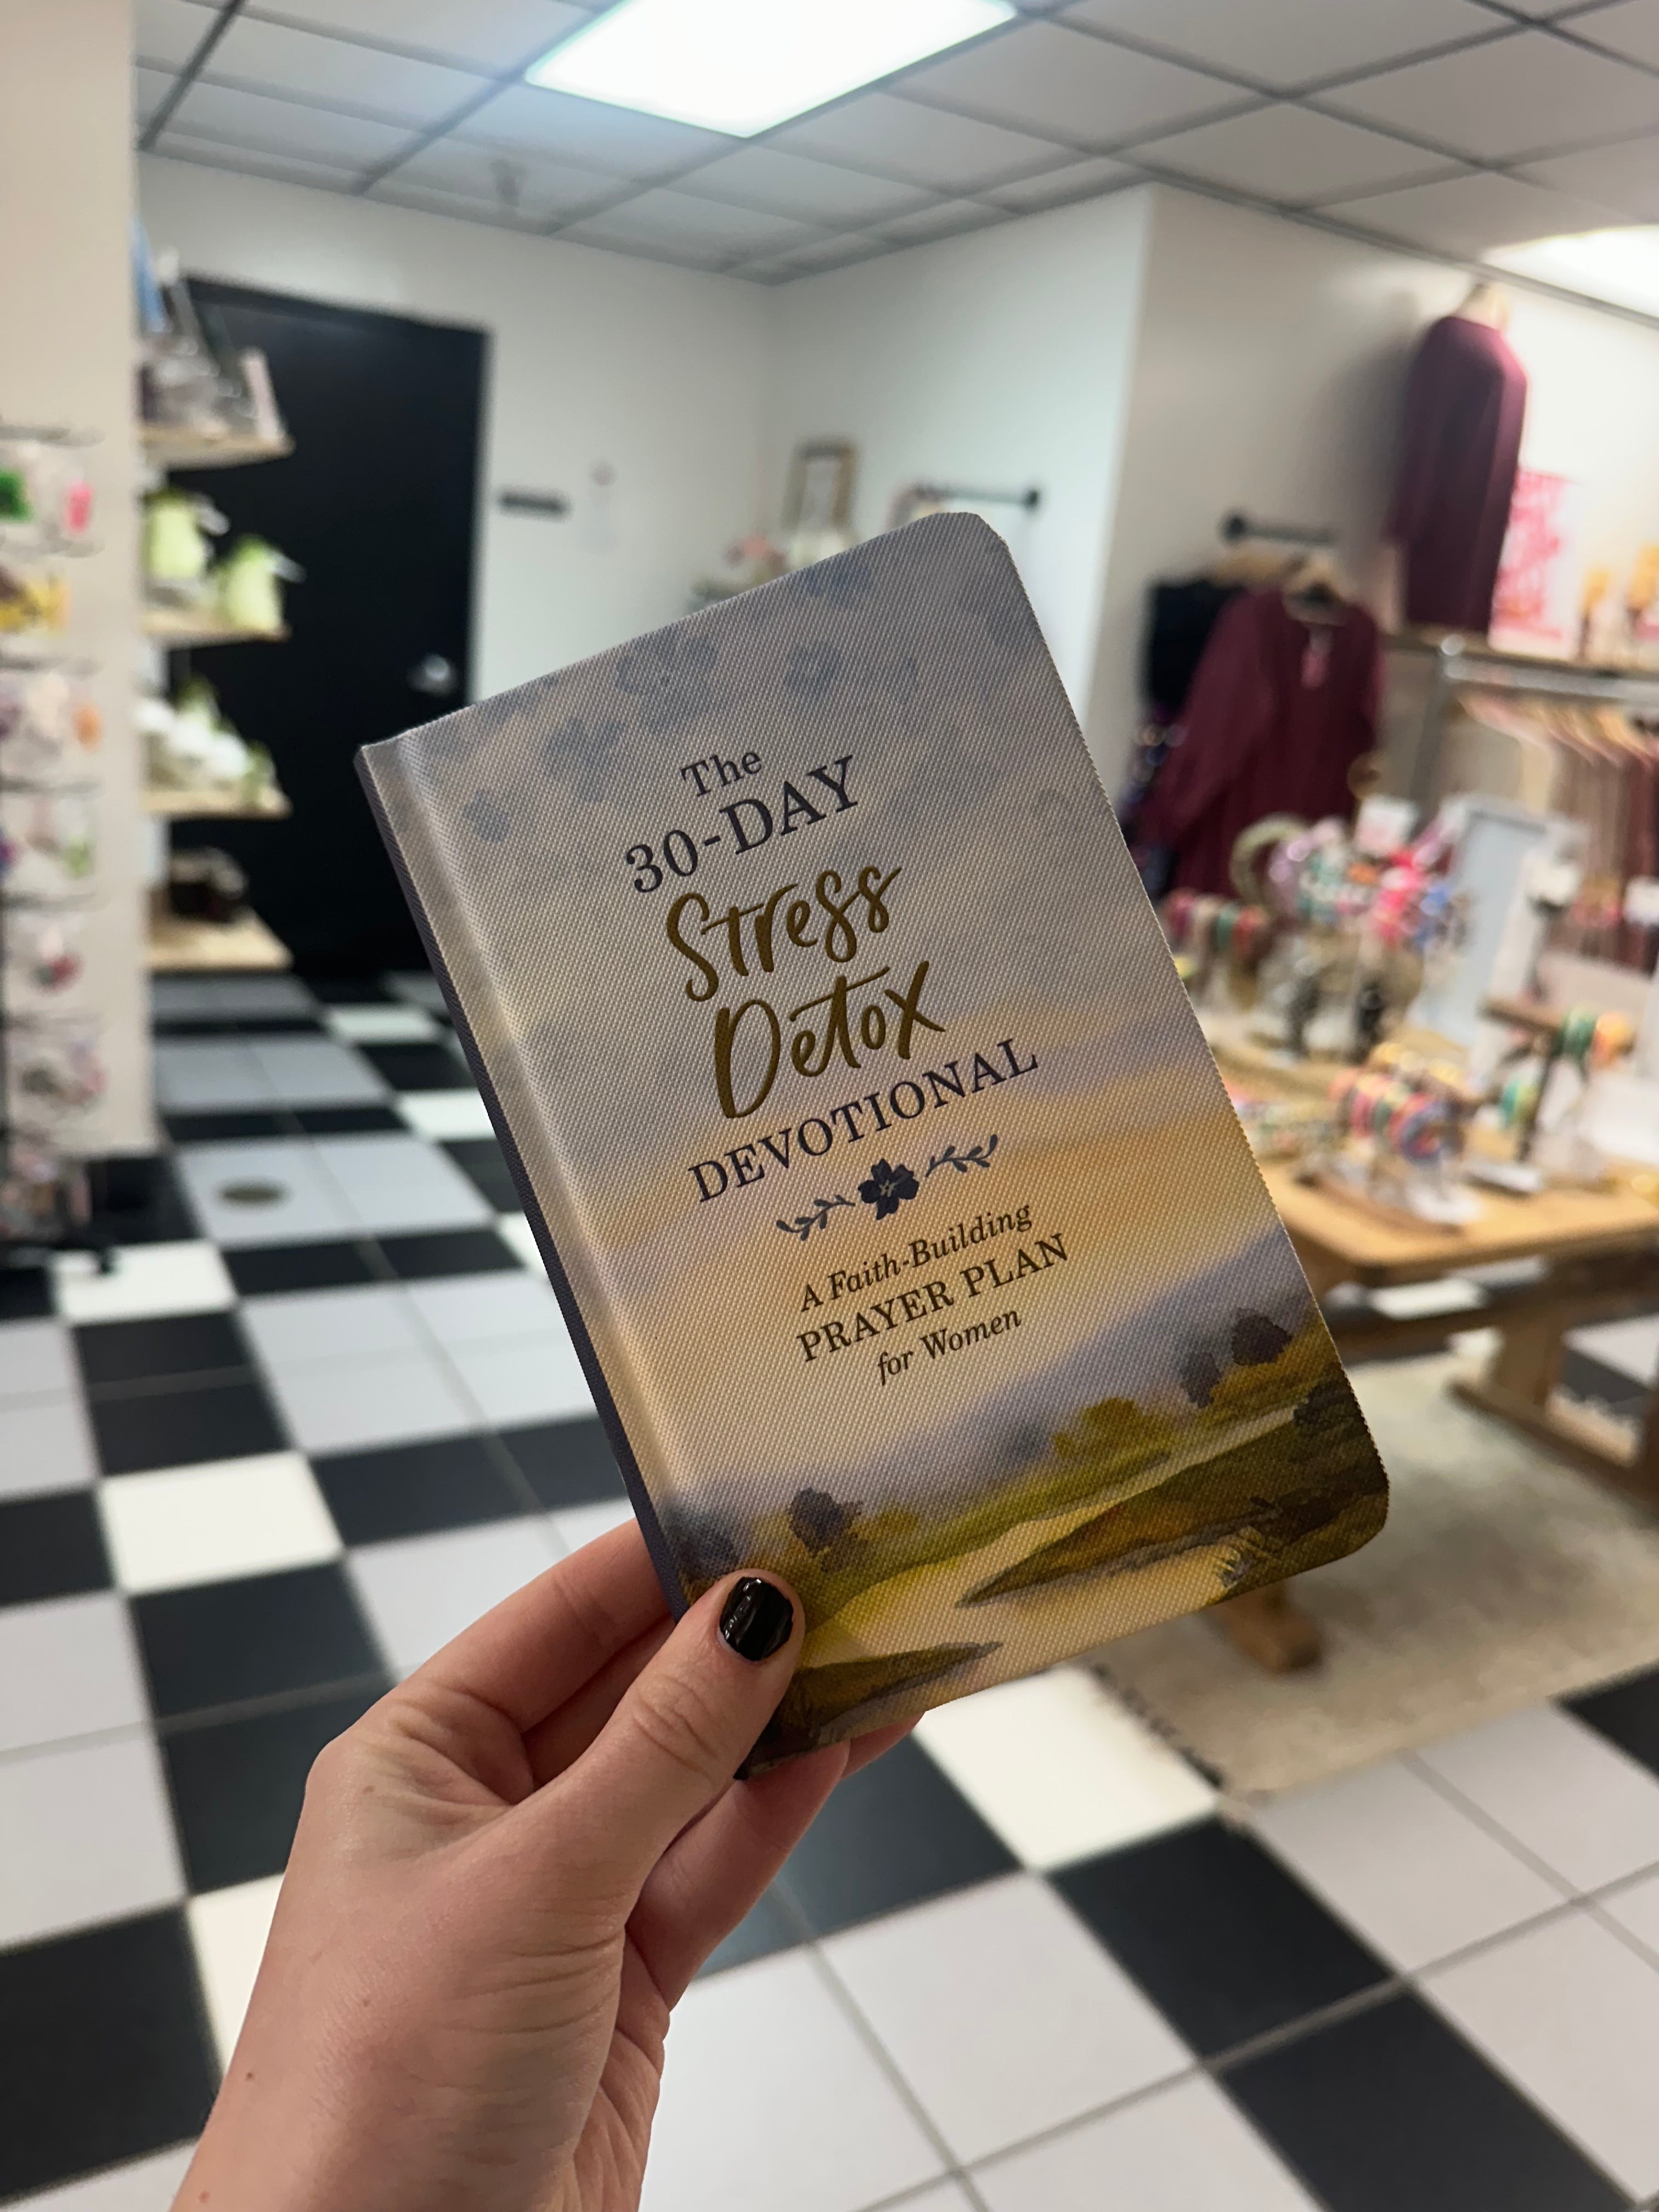 The
30-DAY
Stress
Detox
DEVOTIONAL
A Faith-Building
PRAYER PLAN
for Women